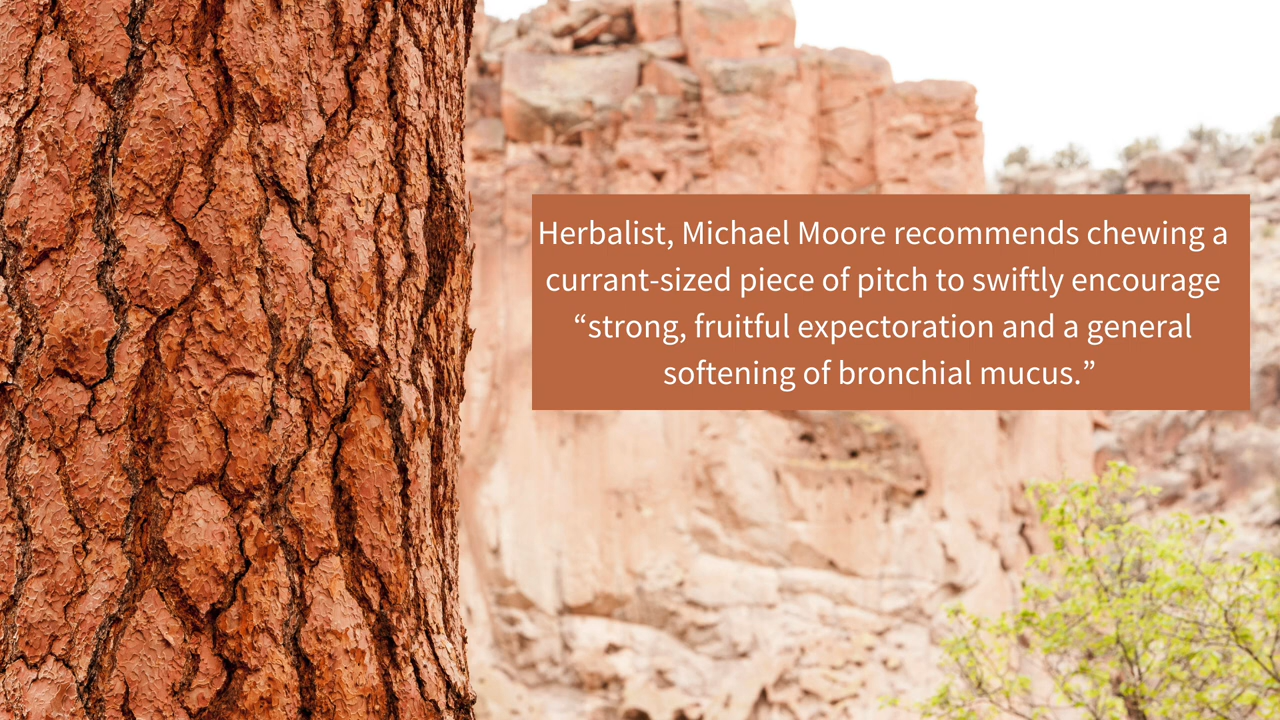 Herbalist, Michael Moore recommends chewing a
currant-sized piece of pitch to swiftly encourage
“strong, fruitful expectoration and a general
softening of bronchial mucus.”